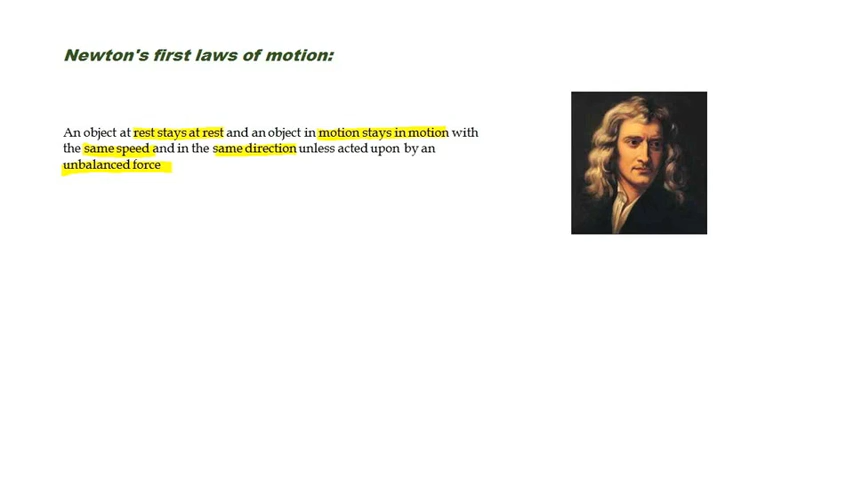 Newton's first laws of motion:
An object at rest stays at rest and an object in motion stays in motion with
the same speed and in the same direction unless acted upon by an
unbalanced force